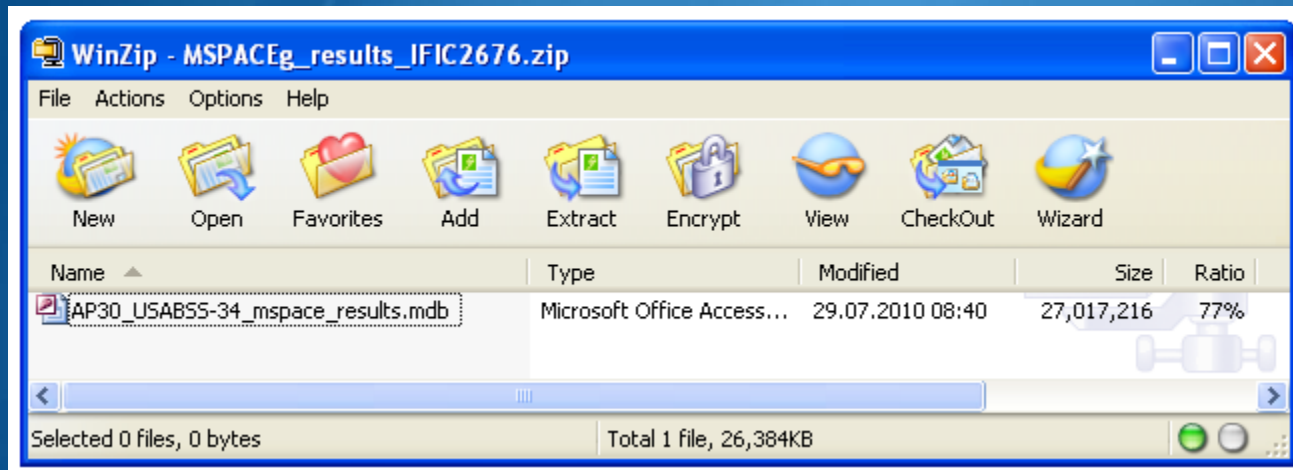 WinZip - MSPACEg_results_IFIC2676.zip
File Actions Options Help
New Open Favorites Add Extract Encrypt View CheckOut Wizard
Name Type Modified Size Ratio
AP30_USABSS-34_mspace_results.mdb Microsoft Office Access... 29.07.2010 08:40 27,017,216 77%
Selected 0 files, 0 bytes Total 1 file, 26,384KB